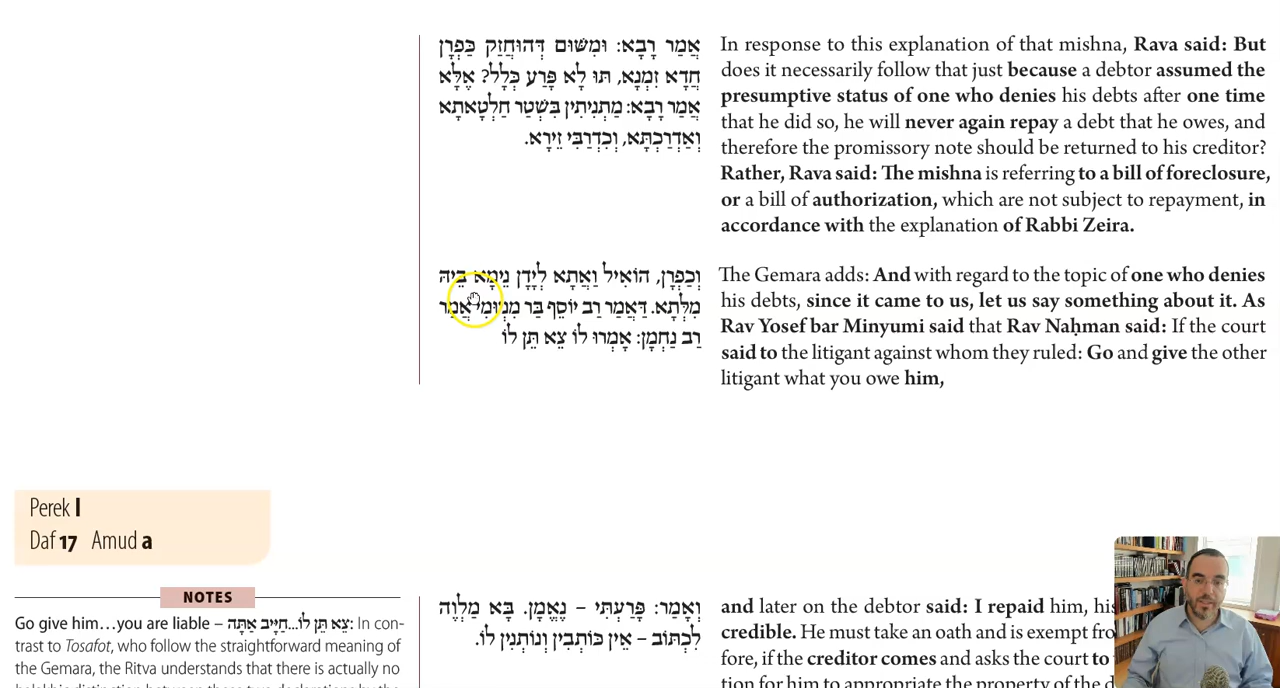 אֲמַר רָבָא: וּמִשּׁוּם דְּהוּחֲזַק כַּפְרָן
חֲדָא זִמְנָא, תּוּ לָא פָּרַע כְּלָל? אֶלָּא
אֲמַר רָבָא: מַתְנִיתִין בִּשְׁטַר חַלְטָאתָא
וְאַדְרַכְתָּא, וְכִדְרַבִּי זֵירָא.
In response to this explanation of that mishna, Rava said: But
does it necessarily follow that just because a debtor assumed the
presumptive status of one who denies his debts after one time
that he did so, he will never again repay a debt that he owes, and
therefore the promissory note should be returned to his creditor?
Rather, Rava said: The mishna is referring to a bill of foreclosure,
or a bill of authorization, which are not subject to repayment, in
accordance with the explanation of Rabbi Zeira.
וְכַפְרָן, הוֹאִיל וַאֲתָא לְיָדָן נֵימָא בֵּיהּ
מִלְּתָא. דַּאֲמַר רַב יוֹסֵף בַּר מִנְיוּמֵי אֲמַר
רַב נַחְמָן: אָמְרוּ לוֹ צֵא תֵּן לוֹ
The Gemara adds: And with regard to the topic of one who denies
his debts, since it came to us, let us say something about it. As
Rav Yosef bar Minyumi said that Rav Naḥman said: If the court
said to the litigant against whom they ruled: Go and give the other
litigant what you owe him,
Perek I
Daf 17 Amud a
NOTES
Go give him…you are liable – צֵא תֵּן לוֹ...חַיָּיב אַתָּה: In con-
trast to Tosafot, who follow the straightforward meaning of
the Gemara, the Ritva understands that there is actually no
וְאָמַר: פָּרַעְתִּי – נֶאֱמָן. בָּא מַלְוֶה
לִכְתּוֹב – אֵין כּוֹתְבִין וְנוֹתְנִין לוֹ.
and later on the debtor said: I repaid him, his
credible. He must take an oath and is exempt
fore, if the creditor comes and asks the court to
tion for him to appropriate the property of the